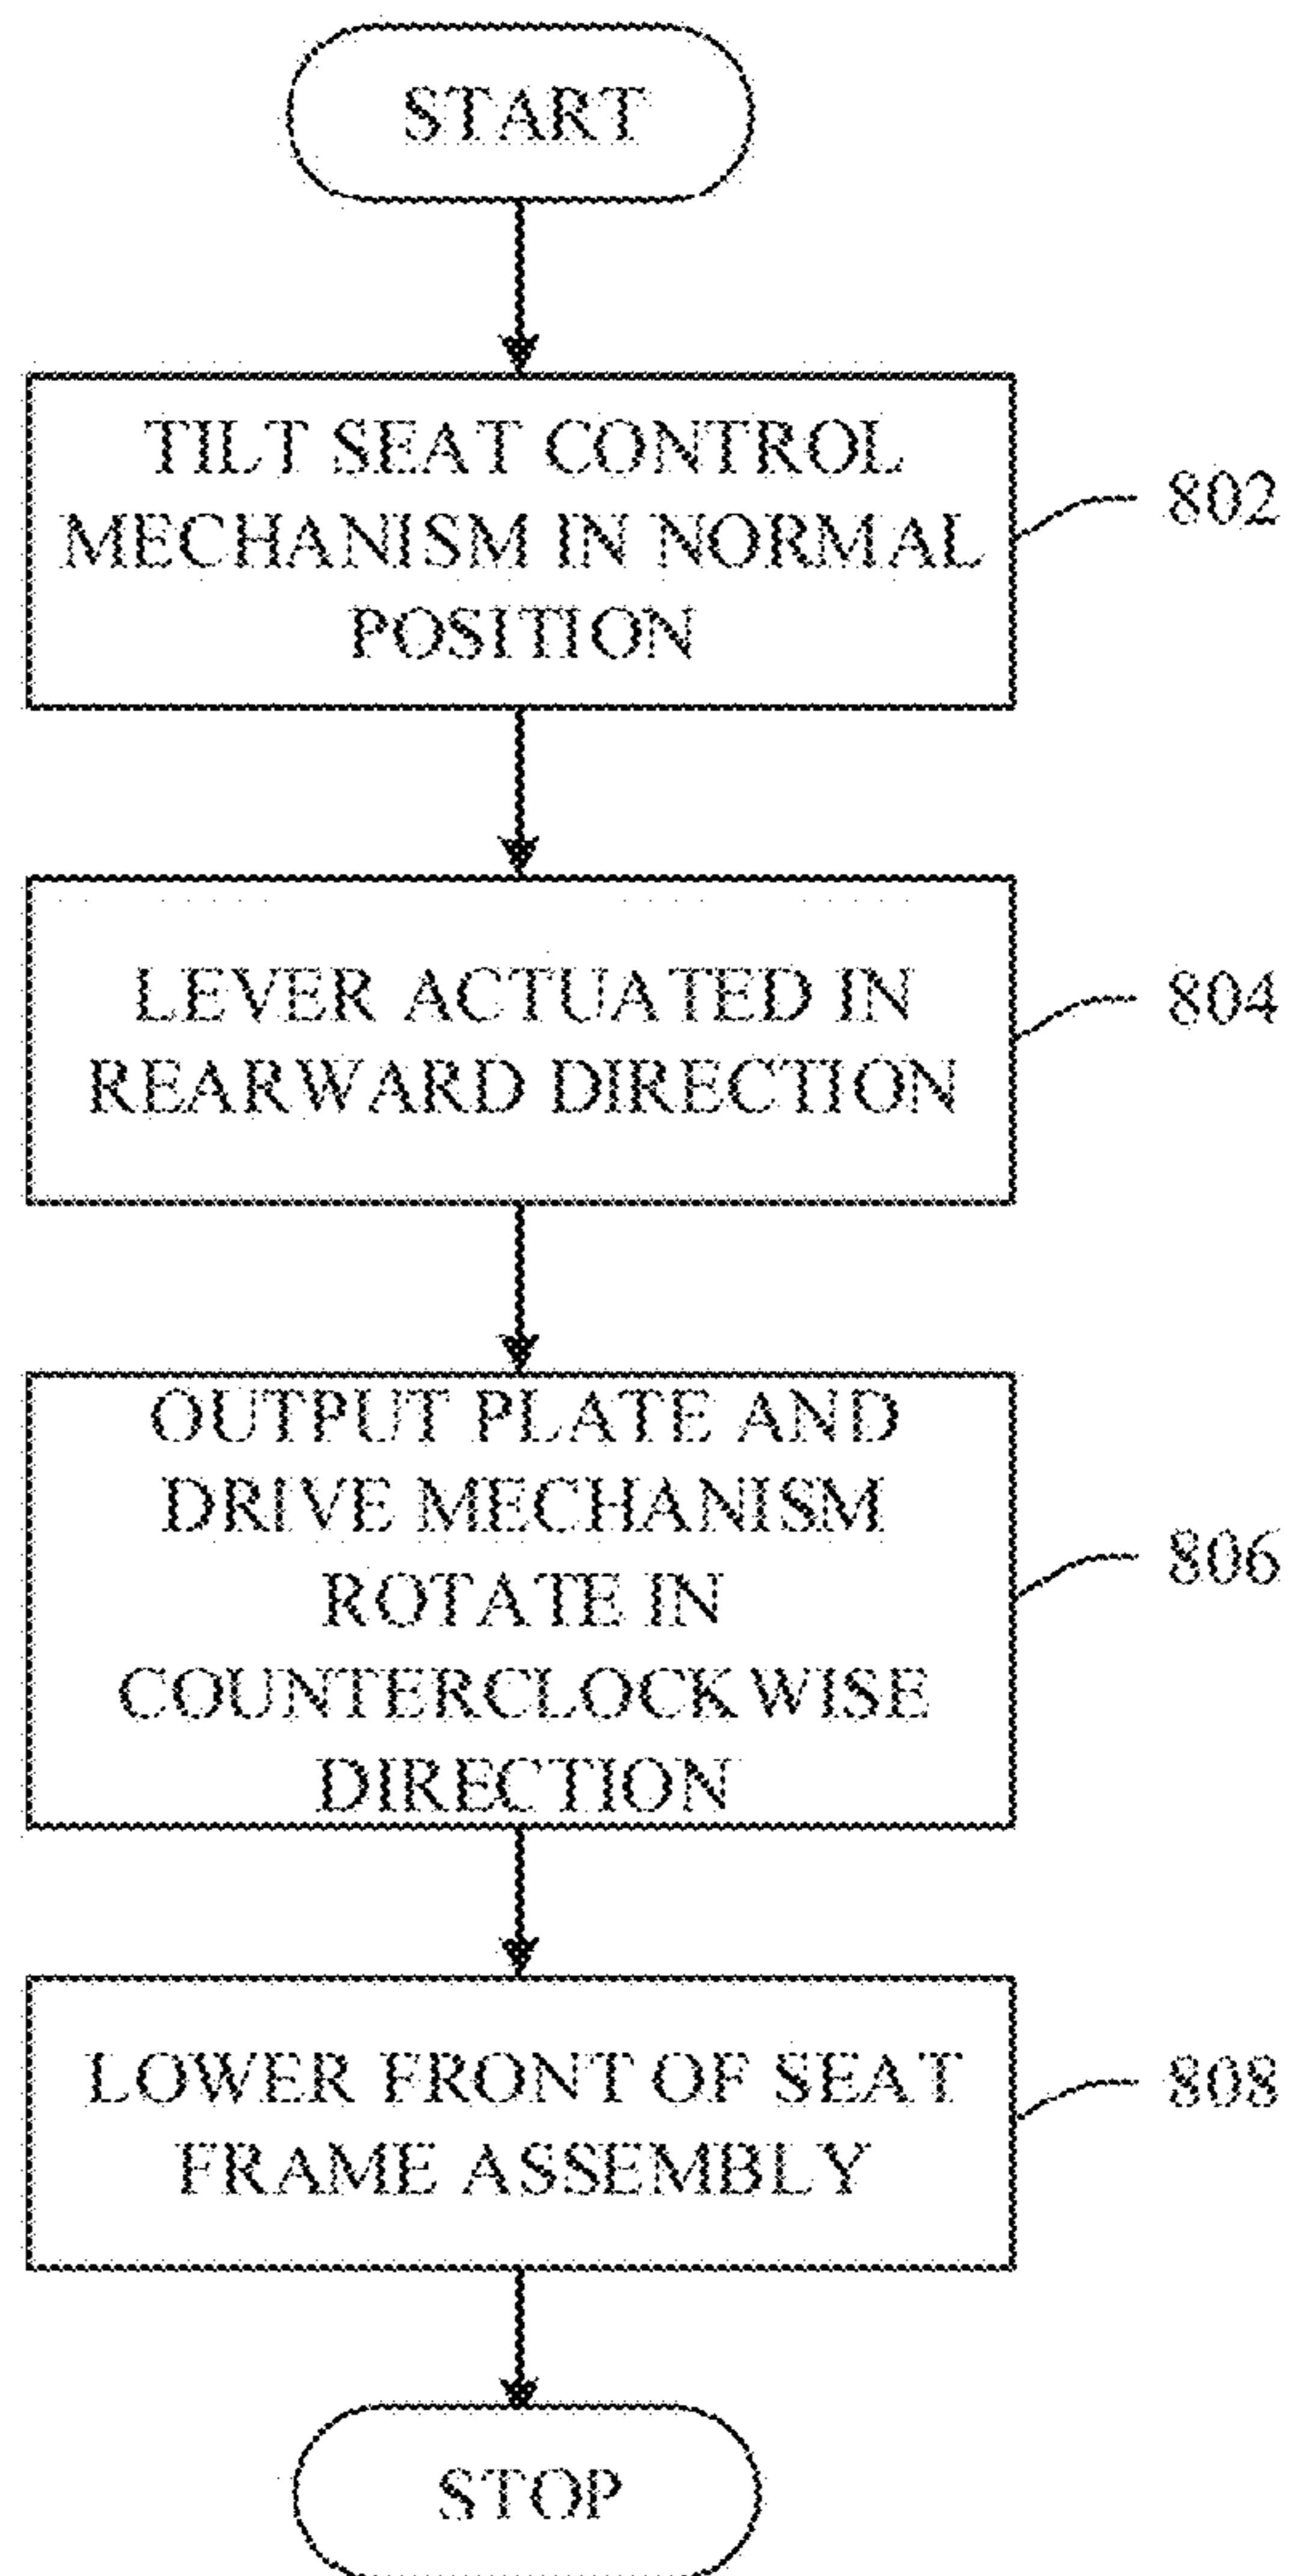 START
TILT SEAT CONTROL
MECHANISM IN NORMAL
POSITION
802
LEVER ACTUATED IN
REARWARD DIRECTION
804
OUTPUT PLATE AND
DRIVE MECHANISM
ROTATE IN
COUNTERCLOCKWISE
DIRECTION
806
LOWER FRONT OF SEAT
FRAME ASSEMBLY
808
STOP